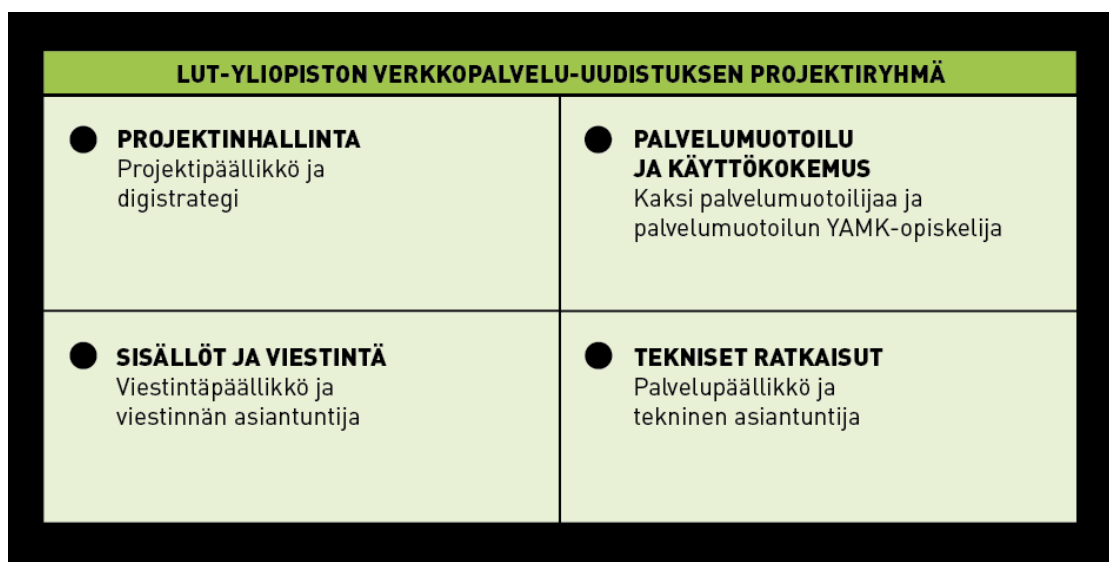 LUT-YLIOPISTON VERKKOPALVELU-UUDISTUKSEN PROJEKTIRYHMÄ
PROJEKTINHALLINTA
Projektipäällikkö ja
digistrategi
PALVELUMUOTOILU
JA KÄYTTÖKOKEMUS
Kaksi palvelumuotoilijaa ja
palvelumuotoilun YAMK-opiskelija
SISÄLLÖT JA VIESTINTÄ
Viestintäpäällikkö ja
viestinnän asiantuntija
TEKNISET RATKAISUT
Palvelupäällikkö ja
tekninen asiantuntija